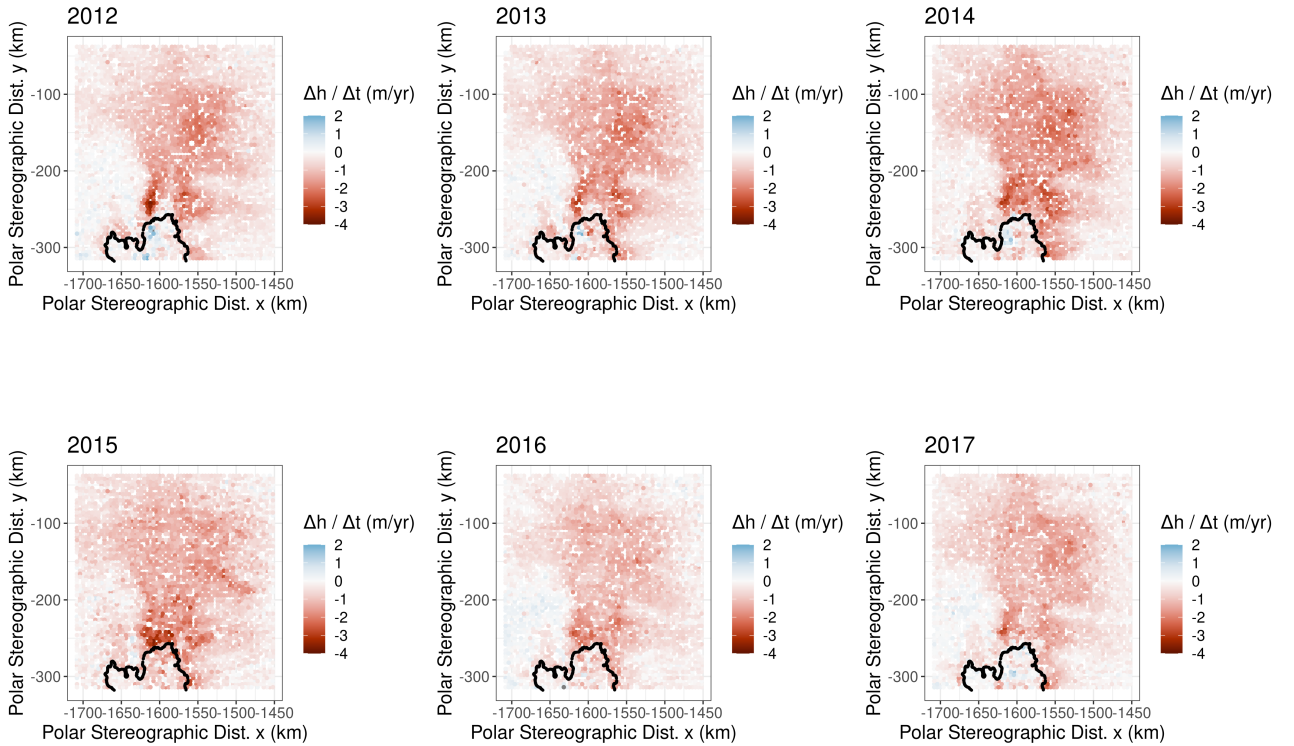 2012
Polar Stereographic Dist. y (km)
-100
-200
-300
-1700 -1650 -1600 -1550 -1500 -1450
Polar Stereographic Dist. x (km)
Δh / Δt (m/yr)
2
1
0
-1
-2
-3
-4
2013
Polar Stereographic Dist. y (km)
-100
-200
-300
-1700 -1650 -1600 -1550 -1500 -1450
Polar Stereographic Dist. x (km)
Δh / Δt (m/yr)
2
1
0
-1
-2
-3
-4
2014
Polar Stereographic Dist. y (km)
-100
-200
-300
-1700 -1650 -1600 -1550 -1500 -1450
Polar Stereographic Dist. x (km)
Δh / Δt (m/yr)
2
1
0
-1
-2
-3
-4
2015
Polar Stereographic Dist. y (km)
-100
-200
-300
-1700 -1650 -1600 -1550 -1500 -1450
Polar Stereographic Dist. x (km)
Δh / Δt (m/yr)
2
1
0
-1
-2
-3
-4
2016
Polar Stereographic Dist. y (km)
-100
-200
-300
-1700 -1650 -1600 -1550 -1500 -1450
Polar Stereographic Dist. x (km)
Δh / Δt (m/yr)
2
1
0
-1
-2
-3
-4
2017
Polar Stereographic Dist. y (km)
-100
-200
-300
-1700 -1650 -1600 -1550 -1500 -1450
Polar Stereographic Dist. x (km)
Δh / Δt (m/yr)
2
1
0
-1
-2
-3
-4